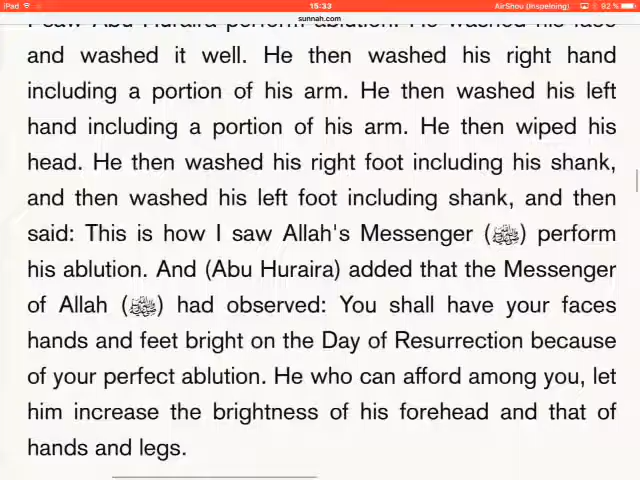 iPad 15:33 AirShou (Inspelning) 92 %
sunnah.com
I saw Abu Huraira perform ablution. He washed his face
and washed it well. He then washed his right hand
including a portion of his arm. He then washed his left
hand including a portion of his arm. He then wiped his
head. He then washed his right foot including his shank,
and then washed his left foot including shank, and then
said: This is how I saw Allah's Messenger (ﷺ) perform
his ablution. And (Abu Huraira) added that the Messenger
of Allah (ﷺ) had observed: You shall have your faces
hands and feet bright on the Day of Resurrection because
of your perfect ablution. He who can afford among you, let
him increase the brightness of his forehead and that of
hands and legs.